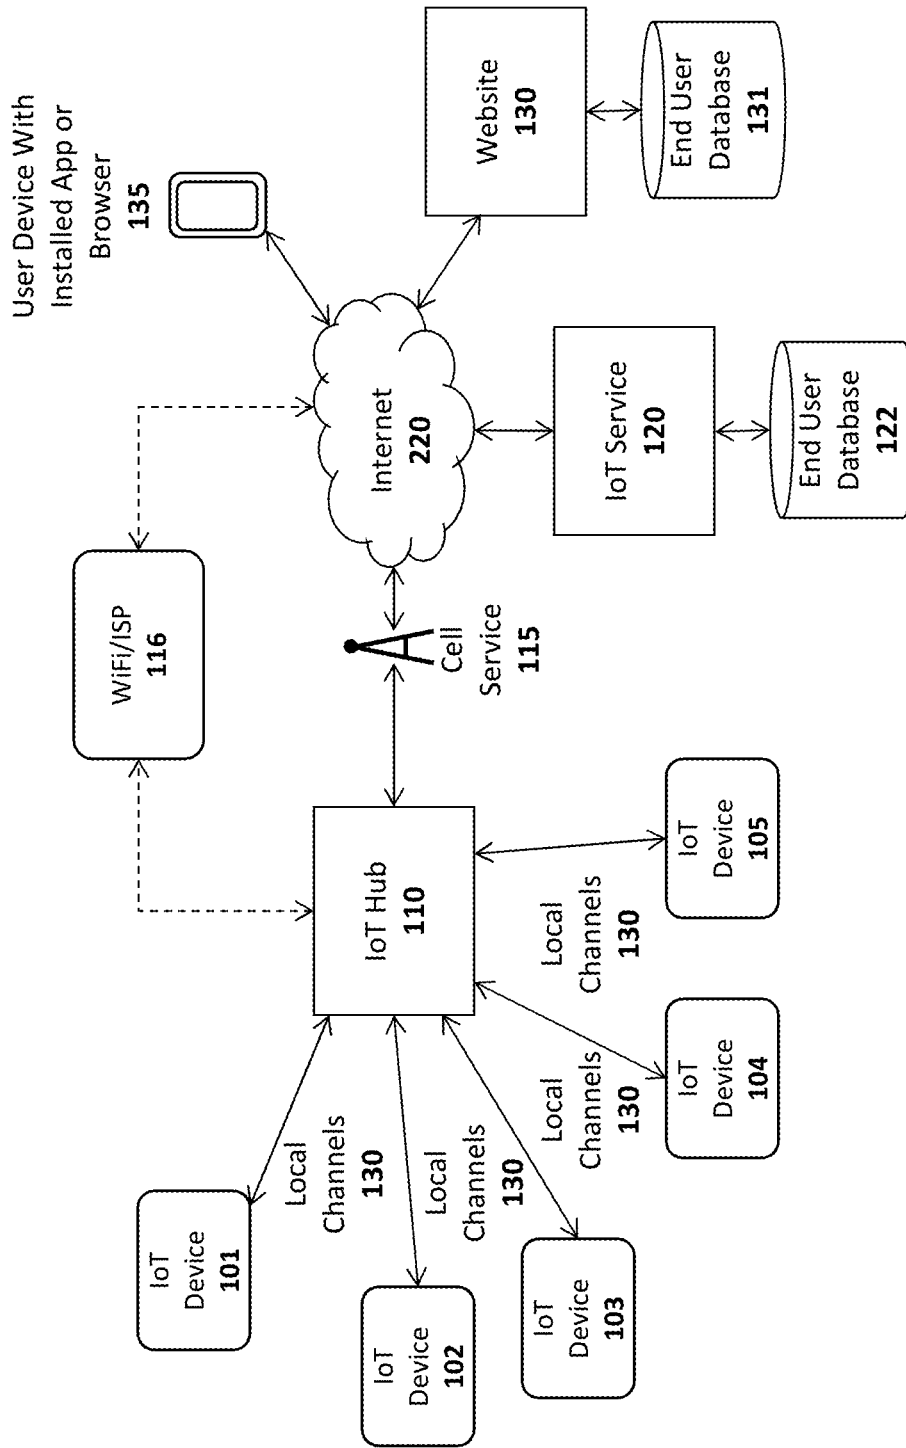 User Device With
Installed App or
Browser
135
WiFi/ISP
116
Website
130
End User
Database
131
Internet
220
IoT Service
120
End User
Database
122
Cell
Service
115
IoT Hub
110
IoT
Device
101
Local
Channels
130
IoT
Device
102
Local
Channels
130
IoT
Device
103
Local
Channels
130
IoT
Device
104
Local
Channels
130
IoT
Device
105